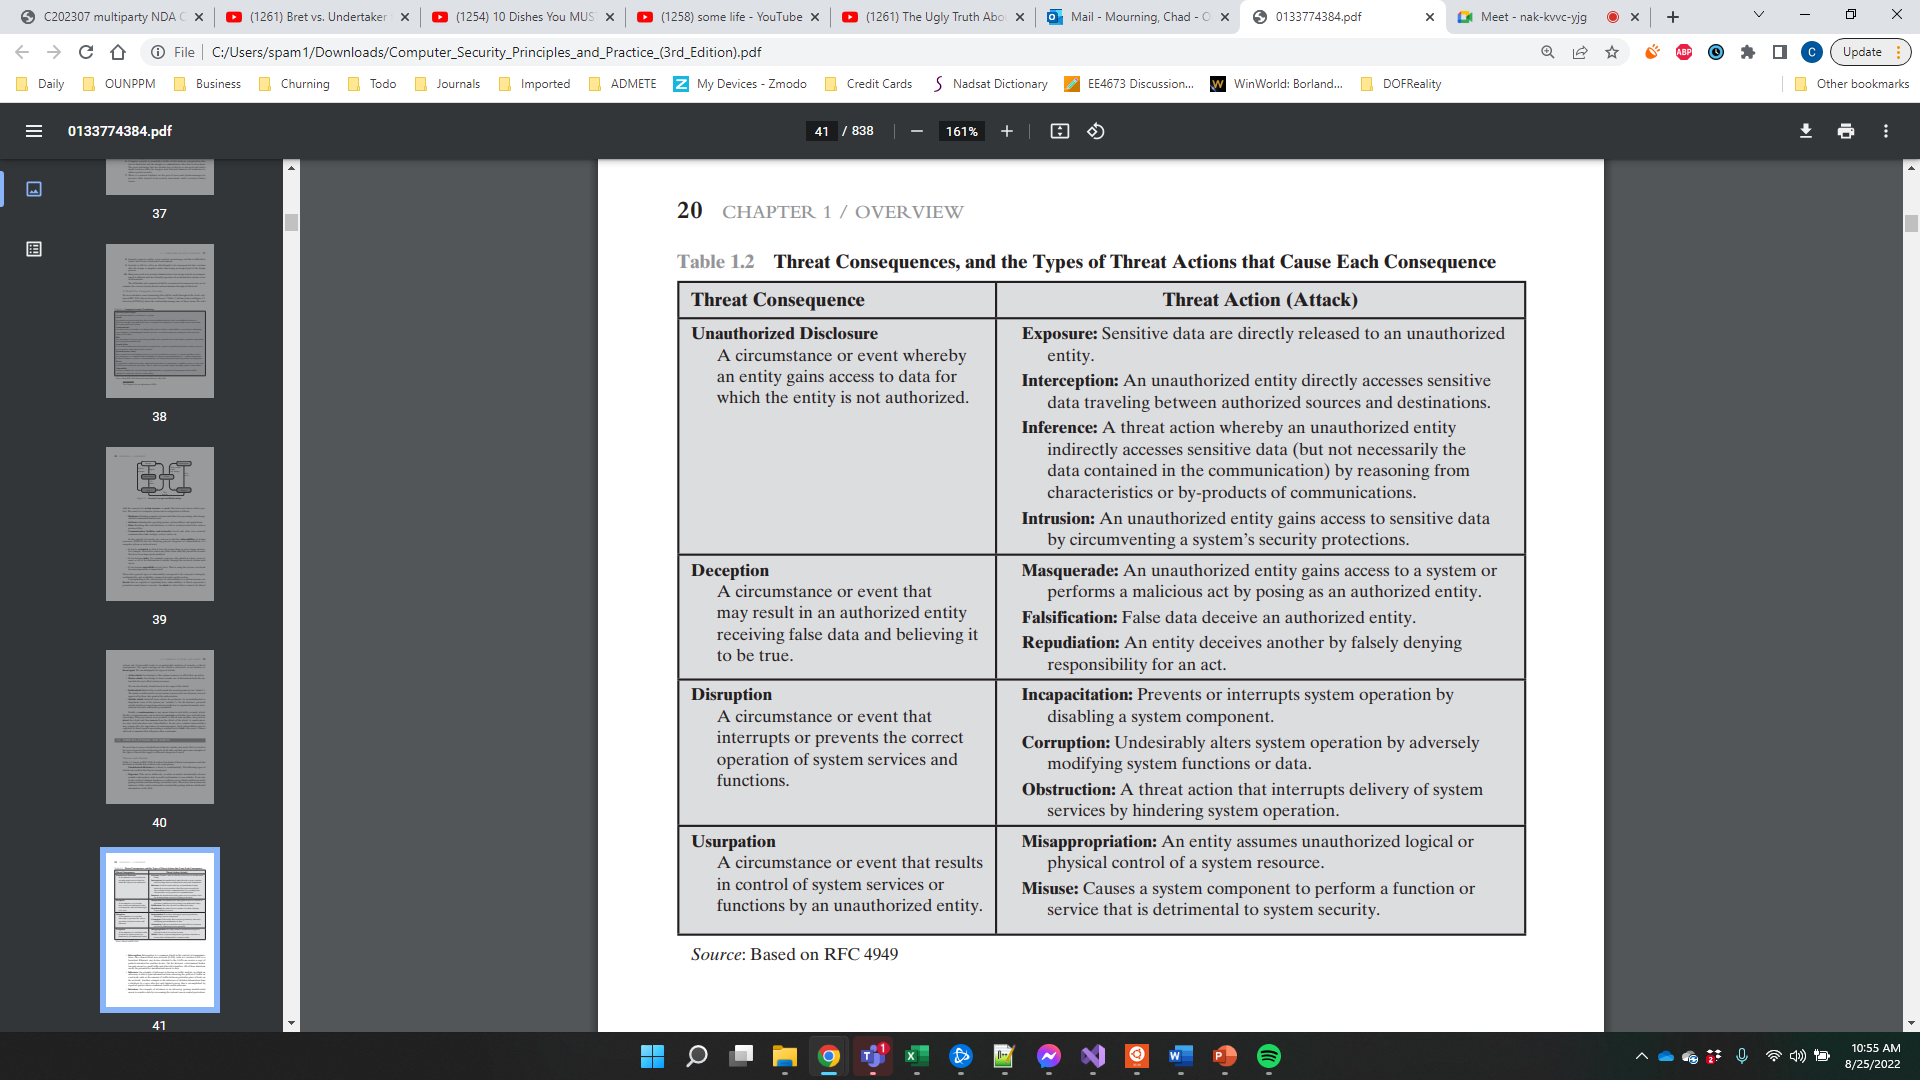 C202307 multiparty NDA C
(1261) Bret vs. Undertaker
(1254) 10 Dishes You MUS
(1258) some life - YouTube
(1261) The Ugly Truth Abo
Mail - Mourning, Chad - O
0133774384.pdf
Meet - nak-kvvc-yjg
File
C:/Users/spam1/Downloads/Computer_Security_Principles_and_Practice_(3rd_Edition).pdf
ABP
C
Update
Daily
OUNPPM
Business
Churning
Todo
Journals
Imported
ADMETE
Z
My Devices - Zmodo
Credit Cards
Nadsat Dictionary
EE4673 Discussion...
W
WinWorld: Borland...
DOFReality
Other bookmarks
0133774384.pdf
41 / 838
161%
37
38
39
40
41
20 CHAPTER 1 / OVERVIEW
Table 1.2 Threat Consequences, and the Types of Threat Actions that Cause Each Consequence
Threat Consequence
Threat Action (Attack)
Unauthorized Disclosure
A circumstance or event whereby
an entity gains access to data for
which the entity is not authorized.
Exposure: Sensitive data are directly released to an unauthorized
entity.
Interception: An unauthorized entity directly accesses sensitive
data traveling between authorized sources and destinations.
Inference: A threat action whereby an unauthorized entity
indirectly accesses sensitive data (but not necessarily the
data contained in the communication) by reasoning from
characteristics or by-products of communications.
Intrusion: An unauthorized entity gains access to sensitive data
by circumventing a system’s security protections.
Deception
A circumstance or event that
may result in an authorized entity
receiving false data and believing it
to be true.
Masquerade: An unauthorized entity gains access to a system or
performs a malicious act by posing as an authorized entity.
Falsification: False data deceive an authorized entity.
Repudiation: An entity deceives another by falsely denying
responsibility for an act.
Disruption
A circumstance or event that
interrupts or prevents the correct
operation of system services and
functions.
Incapacitation: Prevents or interrupts system operation by
disabling a system component.
Corruption: Undesirably alters system operation by adversely
modifying system functions or data.
Obstruction: A threat action that interrupts delivery of system
services by hindering system operation.
Usurpation
A circumstance or event that results
in control of system services or
functions by an unauthorized entity.
Misappropriation: An entity assumes unauthorized logical or
physical control of a system resource.
Misuse: Causes a system component to perform a function or
service that is detrimental to system security.
Source: Based on RFC 4949
10:55 AM
8/25/2022